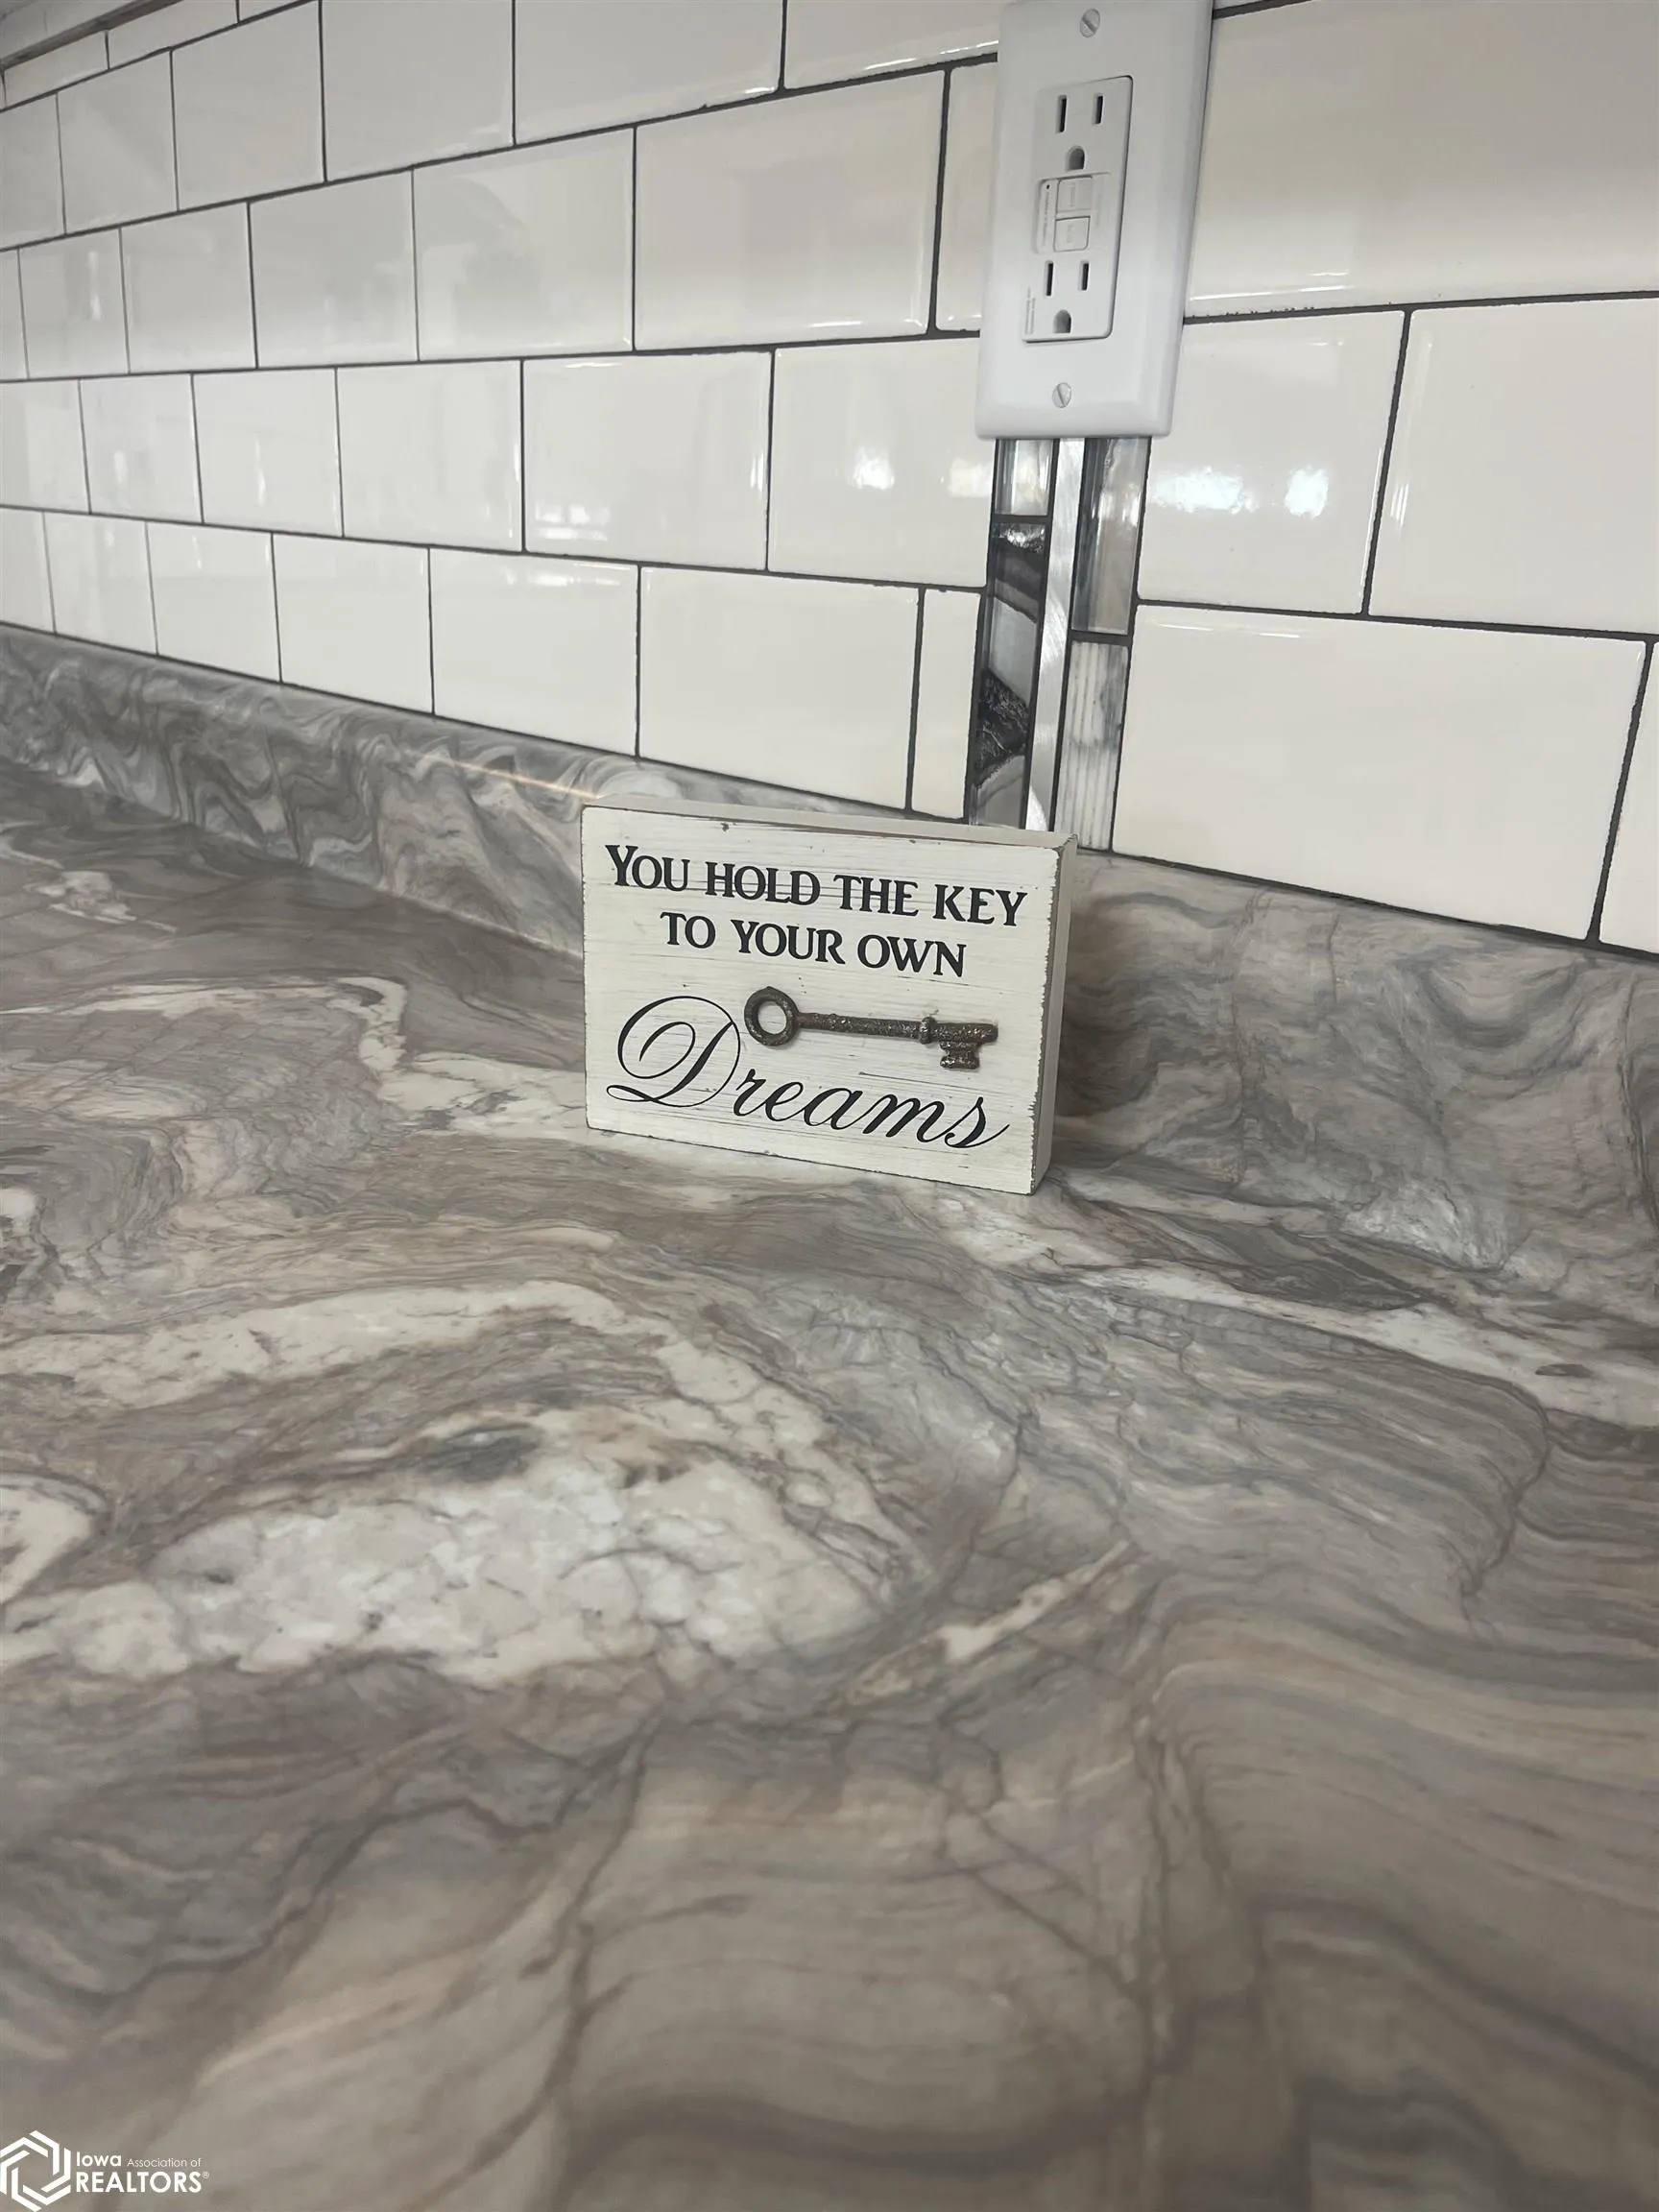 YOU HOLD THE KEY
TO YOUR OWN
Dreams
Iowa Association of
REALTORS®